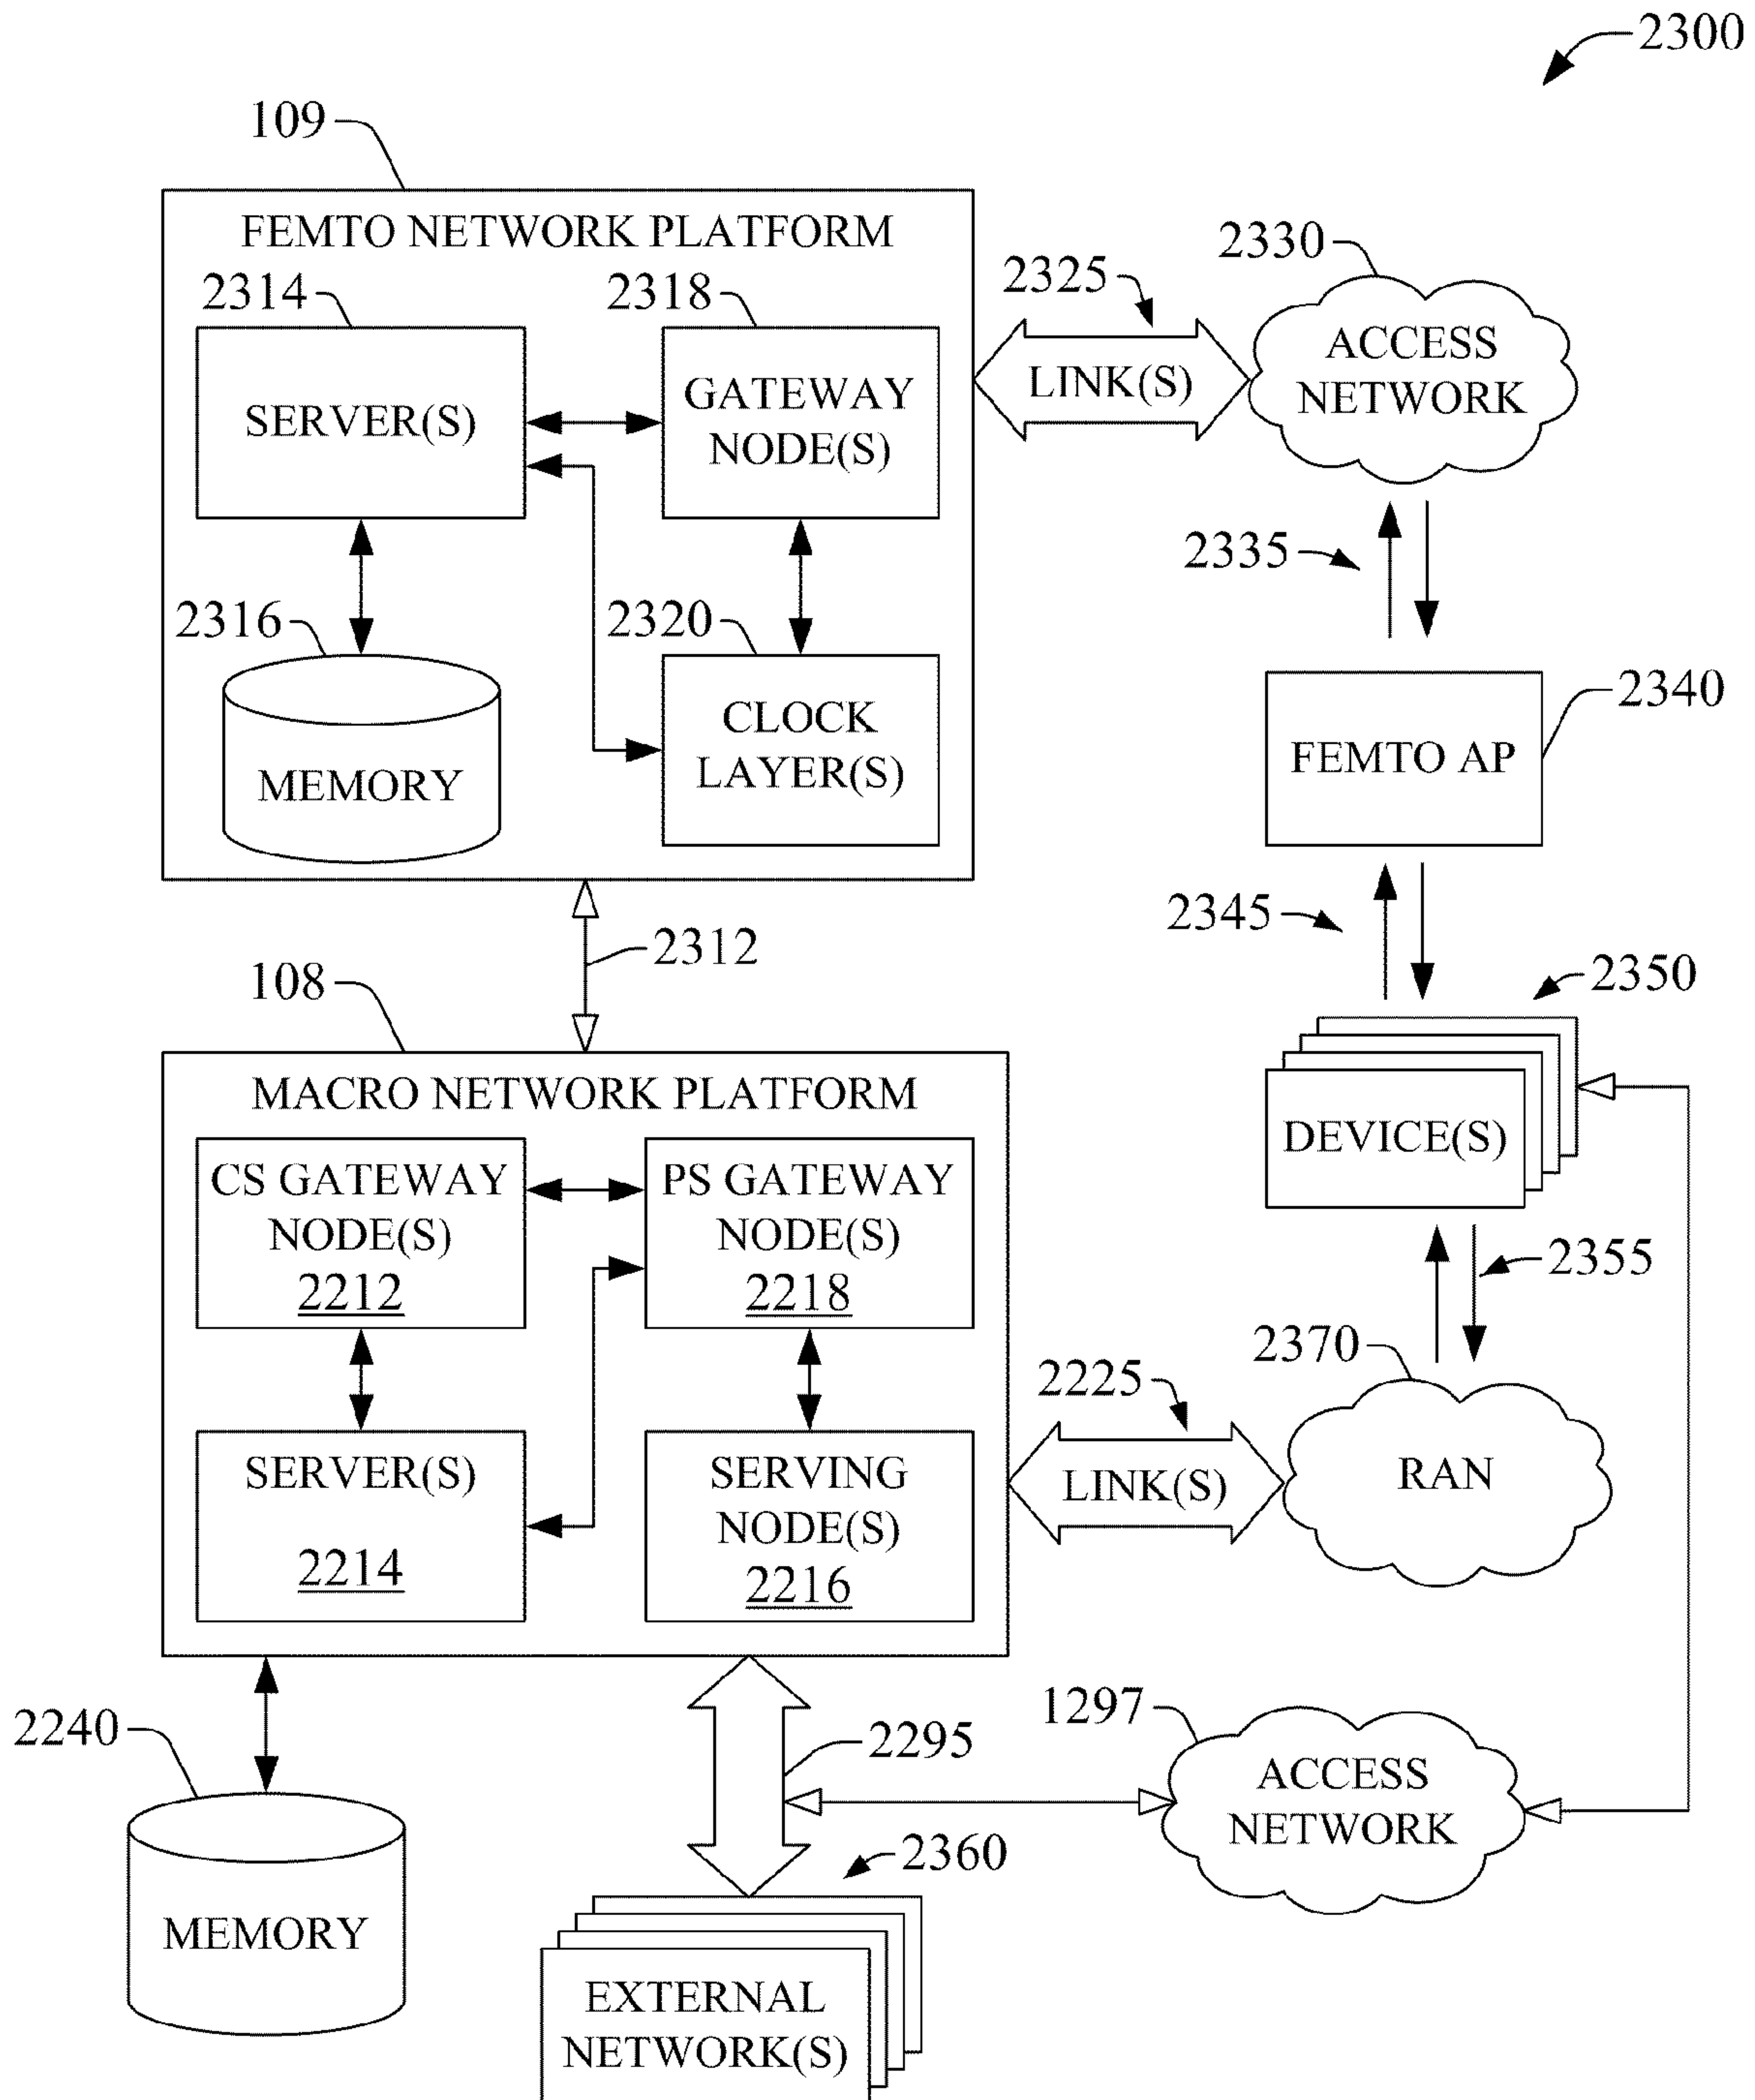 2300
109
FEMTO NETWORK PLATFORM
2314
2318
SERVER(S)
GATEWAY
NODE(S)
2316
2320
MEMORY
CLOCK
LAYER(S)
2325
LINK(S)
2330
ACCESS
NETWORK
2335
2340
FEMTO AP
2345
2350
DEVICE(S)
2355
2312
108
MACRO NETWORK PLATFORM
CS GATEWAY
NODE(S)
2212
PS GATEWAY
NODE(S)
2218
SERVER(S)
2214
SERVING
NODE(S)
2216
2225
LINK(S)
2370
RAN
2240
MEMORY
2295
1297
ACCESS
NETWORK
2360
EXTERNAL
NETWORK(S)